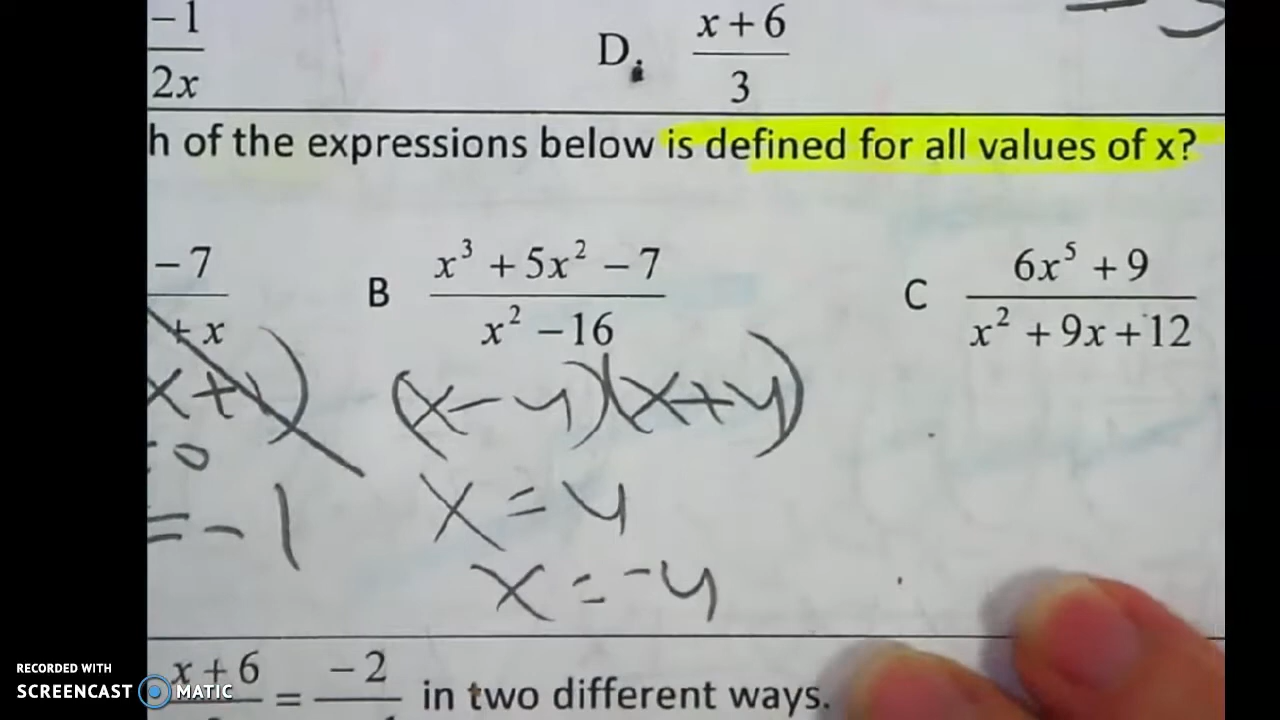 -1/2x D. (x + 6)/3
h of the expressions below is defined for all values of x?
-7/+ x B (x³ + 5x² - 7)/(x² - 16) C (6x⁵ + 9)/(x² + 9x + 12)
x+1) (x-4)(x+4)
=0 x=4
=-1 x=-4
x + 6 = -2 in two different ways.
RECORDED WITH
SCREENCAST MATIC